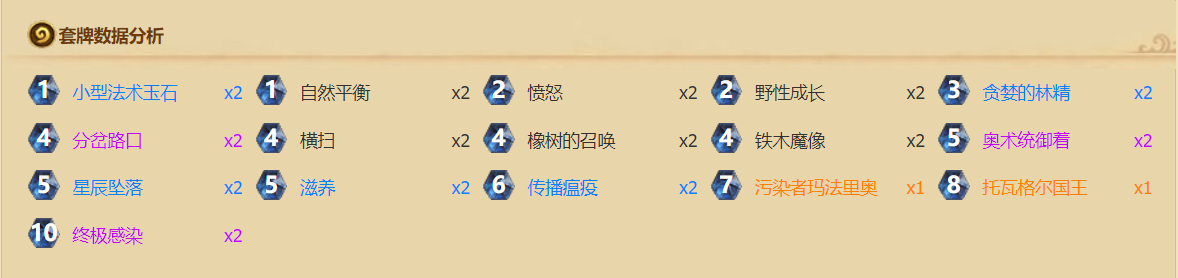 套牌数据分析
1 小型法术玉石 x2 1 自然平衡 x2 2 愤怒 x2 2 野性成长 x2 3 贪婪的林精 x2
4 分岔路口 x2 4 横扫 x2 4 橡树的召唤 x2 4 铁木魔像 x2 5 奥术统御者 x2
5 星辰坠落 x2 5 滋养 x2 6 传播瘟疫 x2 7 污染者玛法里奥 x1 8 托瓦格尔国王 x1
10 终极感染 x2